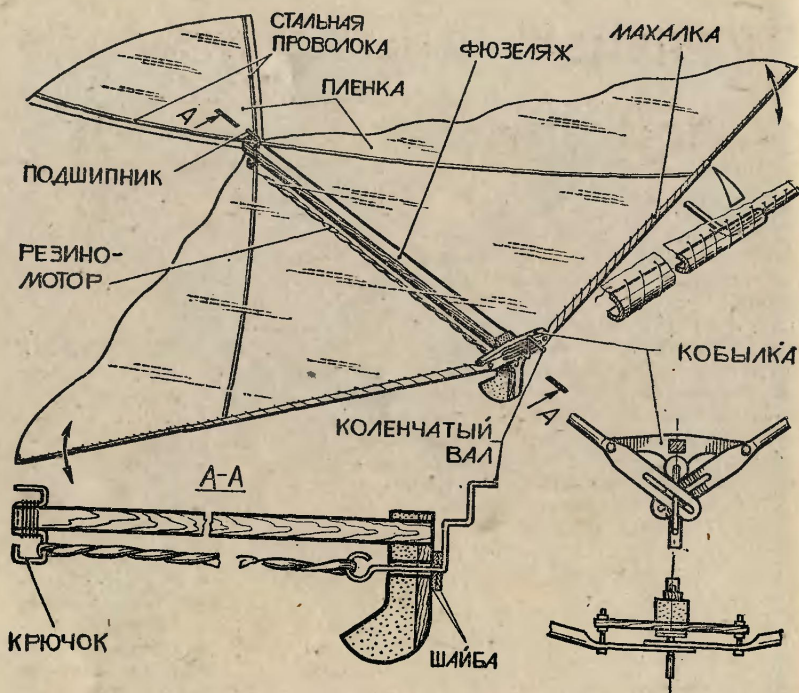 СТАЛЬНАЯ
ПРОВОЛОКА
ФЮЗЕЛЯЖ
МАХАЛКА
ПЛЕНКА
А
ПОДШИПНИК
РЕЗИНО-
МОТОР
КОБЫЛКА
А
КОЛЕНЧАТЫЙ
ВАЛ
А-А
КРЮЧОК
ШАЙБА